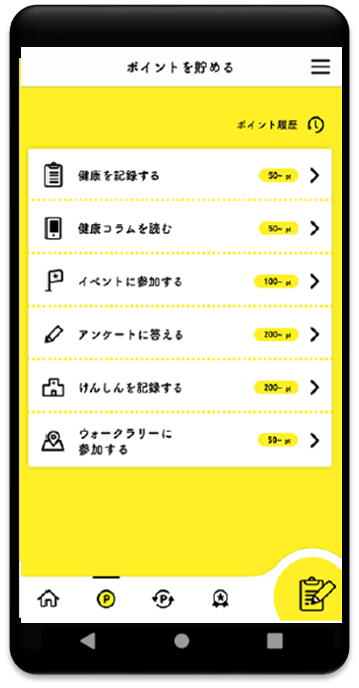 ポイントを貯める
ポイント履歴
健康を記録する
50~ pt
健康コラムを読む
50~ pt
イベントに参加する
100~ pt
アンケートに答える
200~ pt
けんしんを記録する
200~ pt
ウォークラリーに
参加する
50~ pt
P
P